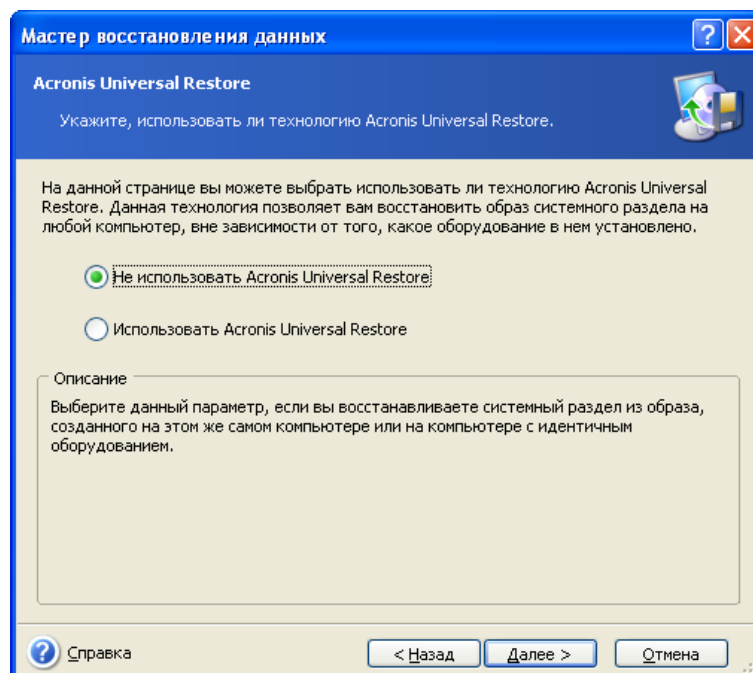 Мастер восстановления данных
Acronis Universal Restore
Укажите, использовать ли технологию Acronis Universal Restore.
На данной странице вы можете выбрать использовать ли технологию Acronis Universal
Restore. Данная технология позволяет вам восстановить образ системного раздела на
любой компьютер, вне зависимости от того, какое оборудование в нем установлено.
Не использовать Acronis Universal Restore
Использовать Acronis Universal Restore
Описание
Выберите данный параметр, если вы восстанавливаете системный раздел из образа,
созданного на этом же самом компьютере или на компьютере с идентичным
оборудованием.
Справка
< Назад
Далее >
Отмена